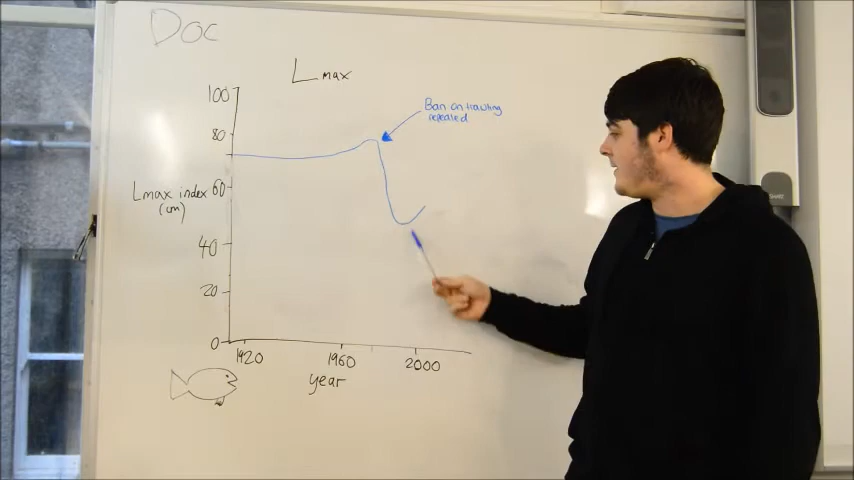 Doc
Lmax
100
80
60
40
20
0
Lmax index
(cm)
Ban on trawling
repealed
1920 1960 2000
year